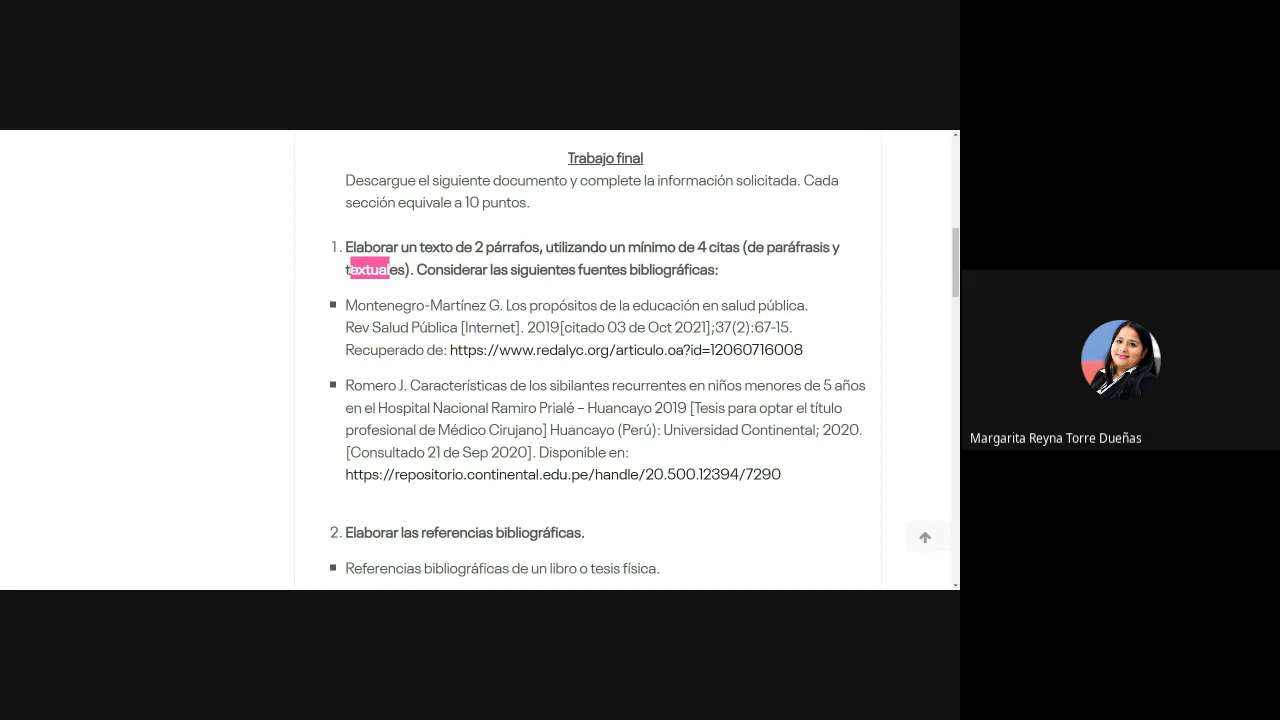 Trabajo final
Descargue el siguiente documento y complete la información solicitada. Cada
sección equivale a 10 puntos.
1. Elaborar un texto de 2 párrafos, utilizando un mínimo de 4 citas (de paráfrasis y
textuales). Considerar las siguientes fuentes bibliográficas:
Montenegro-Martínez G. Los propósitos de la educación en salud pública.
Rev Salud Pública [Internet]. 2019[citado 03 de Oct 2021];37(2):67-15.
Recuperado de: https://www.redalyc.org/articulo.oa?id=12060716008
Romero J. Características de los sibilantes recurrentes en niños menores de 5 años
en el Hospital Nacional Ramiro Prialé – Huancayo 2019 [Tesis para optar el título
profesional de Médico Cirujano] Huancayo (Perú): Universidad Continental; 2020.
[Consultado 21 de Sep 2020]. Disponible en:
https://repositorio.continental.edu.pe/handle/20.500.12394/7290
2. Elaborar las referencias bibliográficas.
Referencias bibliográficas de un libro o tesis física.
Margarita Reyna Torre Dueñas